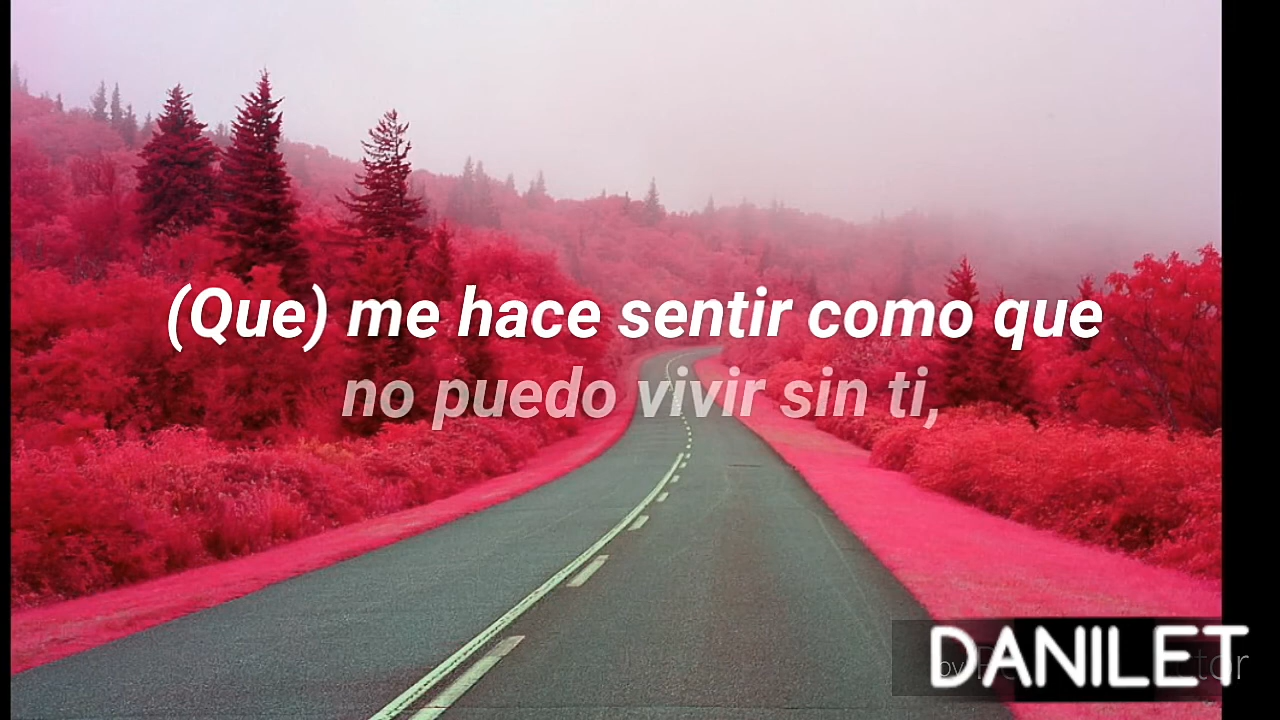 (Que) me hace sentir como que
no puedo vivir sin ti,
DANILET